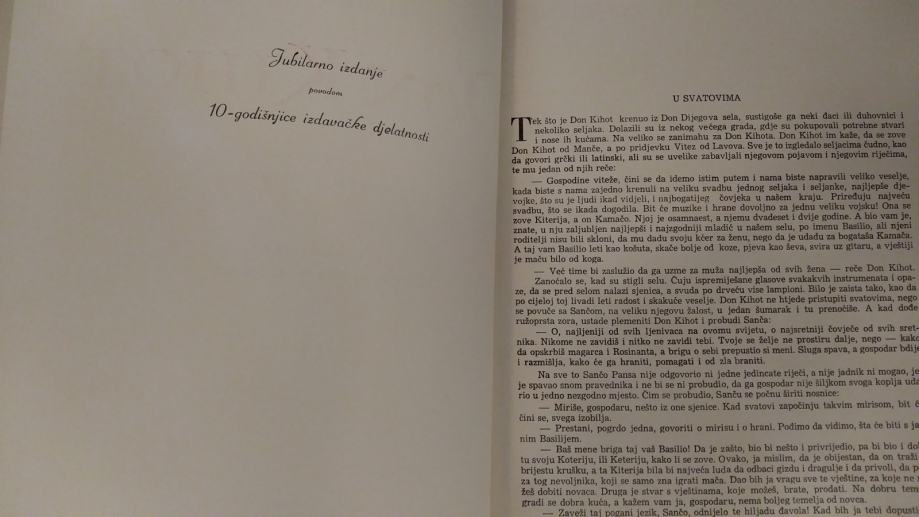 Jubilarno izdanje
povodom
10-godišnjice izdavačke djelatnosti
U SVATOVIMA
Tek što je Don Kihot krenuo iz Don Dijegova sela, sustigoše ga neki đaci ili duhovnici i
nekoliko seljaka. Dolazili su iz nekog većega grada, gdje su pokupovali potrebne stvari
i nose ih kućama. Na veliko se zanimahu za Don Kihota. Don Kihot im kaže, da se zove
Don Kihot od Manče, a po pridjevku Vitez od Lavova. Sve je to izgledalo seljacima čudno, kao
da govori grčki ili latinski, ali su se uvelike zabavljali njegovom pojavom i njegovim riječima,
te mu jedan od njih reče:
— Gospodine viteže, čini se da idemo istim putem i nama biste napravili veliko veselje,
kada biste s nama zajedno krenuli na veliku svadbu jednog seljaka i seljanke, najljepše dje-
vojke, što su je ljudi ikad vidjeli, i najbogatijeg čovjeka u našem kraju. Priređuju najveću
svadbu, što se ikada dogodila. Bit će muzike i hrane dovoljno za jednu veliku vojsku! Ona se
zove Kiterija, a on Kamačo. Njoj je osamnaest, a njemu dvadeset i dvije godine. A bio vam je,
znate, u nju zaljubljen najljepši i najzgodniji mladić u našem selu, po imenu Basilio, ali njeni
roditelji nisu bili skloni, da mu dadu svoju kćer za ženu, nego da je udadu za bogataša Kamača.
A taj vam Basilio leti kao košuta, skače bolje od koze, pjeva kao ševa, svira uz gitaru, a vještiji
je maču bilo od koga.
— Već time bi zaslužio da ga uzme za muža najljepša od svih žena — reče Don Kihot.
Zanoćalo se, kad su stigli selu. Čuju ispremiješane glasove svakakvih instrumenata i opa-
ze, da se pred selom nalazi sjenica, a svuda po drveću vise lampioni. Bilo je zaista tako, kao da
po cijeloj toj livadi leti radost i skakuće veselje. Don Kihot ne htjede pristupiti svatovima, nego
se povuče sa Sančom, na veliku njegovu žalost, u jedan šumarak i tu prenoćiše. A kad dođe
ružoprsta zora, ustade plemeniti Don Kihot i probudi Sanča:
— O, najljeniji od svih ljenivaca na ovomu svijetu, o najsretniji čovječe od svih sret-
nika. Nikome ne zavidiš i nitko ne zavidi tebi. Tvoje se želje ne prostiru dalje, nego — kako
da opskrbiš magarca i Rosinanta, a brigu o sebi prepustio si meni. Sluga spava, a gospodar bdije
i razmišlja, kako će ga hraniti, pomagati i od zla braniti.
Na sve to Sančo Pansa nije odgovorio ni jedne jedincate riječi, a nije jadnik ni mogao, je
je spavao snom pravednika i ne bi se ni probudio, da ga gospodar nije šiljkom svoga koplja uda
rio u jedno nezgodno mjesto. Čim se probudio, Sanču se počnu širiti nosnice:
— Miriše, gospodaru, nešto iz one sjenice. Kad svatovi započinju takvim mirisom, bit ć
čini se, svega izobilja.
— Prestani, pogrdo jedna, govoriti o mirisu i o hrani. Pođimo da vidimo, šta će biti s ja
nim Basilijem.
— Baš mene briga taj vaš Basilio! Da je zašto, bio bi nešto i privrijedio, pa bi bio i do
tu svoju Koteriju, ili Keteriju, kako li se zove. Ovako, ja mislim, da je obijestan, da on traži
brijestu krušku, a ta Kiterija bila bi najveća luda da odbaci gizdu i dragulje i da privoli, da p
za tog nevoljnika, koji se samo zna igrati mača. Dao bih ja vragu sve te vještine, za koje ne
žeš dobiti novaca. Druga je stvar s vještinama, koje možeš, brate, prodati. Na dobru tem
gradi se dobra kuća, a kažem vam ja, gospodaru, nema boljeg temelja od novca.
— Zaveži taj pogani jezik, Sančo, odnijelo te hiljadu đavola! Kad bih ja tebi dopusti